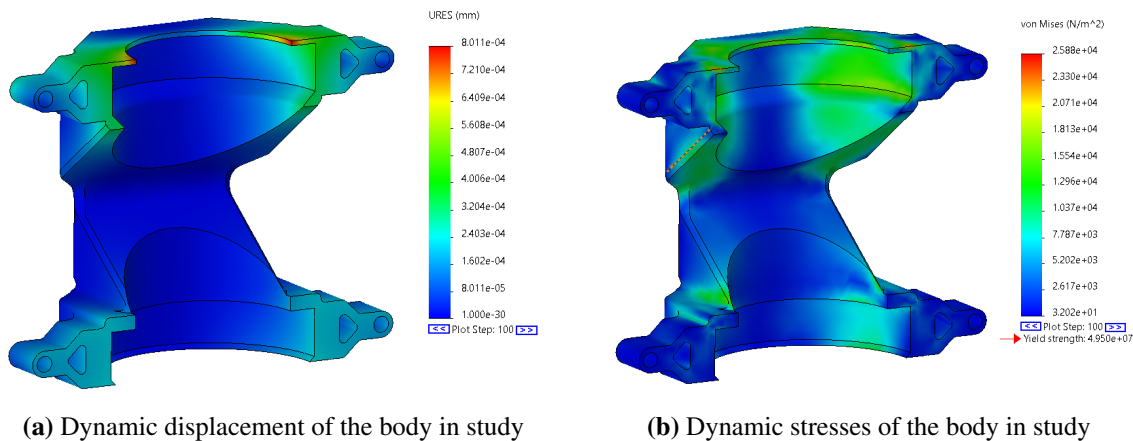 URES (mm)
8.011e-04
7.210e-04
6.409e-04
5.608e-04
4.807e-04
4.006e-04
3.204e-04
2.403e-04
1.602e-04
8.011e-05
1.000e-30
<< Plot Step: 100 >>
von Mises (N/m^2)
2.588e+04
2.330e+04
2.071e+04
1.813e+04
1.554e+04
1.296e+04
1.037e+04
7.787e+03
5.202e+03
2.617e+03
3.202e+01
<< Plot Step: 100 >>
Yield strength: 4.950e+07
(a) Dynamic displacement of the body in study
(b) Dynamic stresses of the body in study